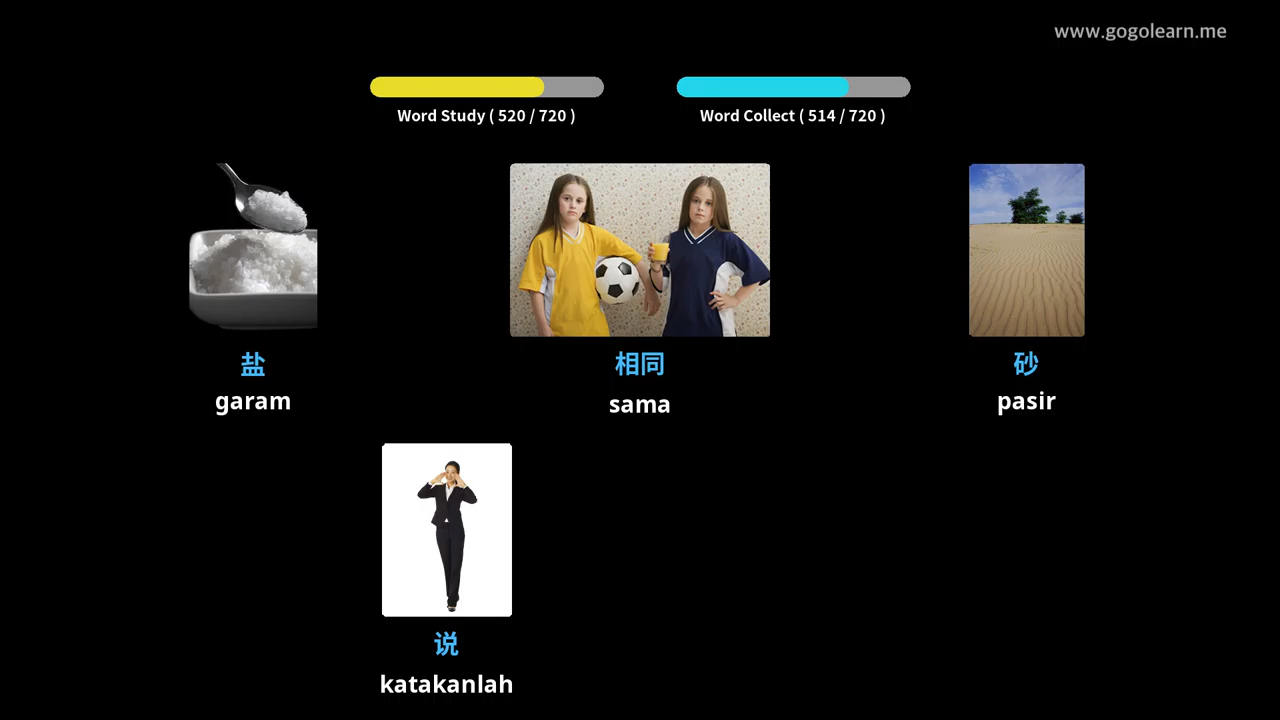 www.gogolearn.me
Word Study ( 520 / 720 )
Word Collect ( 514 / 720 )
盐
garam
相同
sama
砂
pasir
说
katakanlah